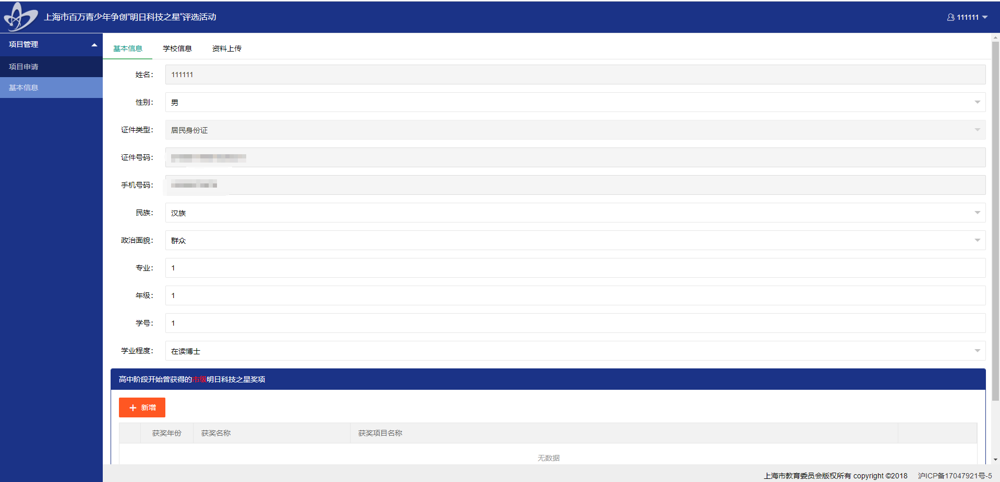 上海市百万青少年争创”明日科技之星“评选活动
111111
项目管理
项目申请
基本信息
基本信息 学校信息 资料上传
姓名： 111111
性别： 男
证件类型： 居民身份证
证件号码：
手机号码：
民族： 汉族
政治面貌： 群众
专业： 1
年级： 1
学号： 1
学业程度： 在读博士
高中阶段开始曾获得的市级明日科技之星奖项
新增
获奖年份 获奖名称 获奖项目名称
无数据
上海市教育委员会版权所有 copyright ©2018 沪ICP备17047921号-5